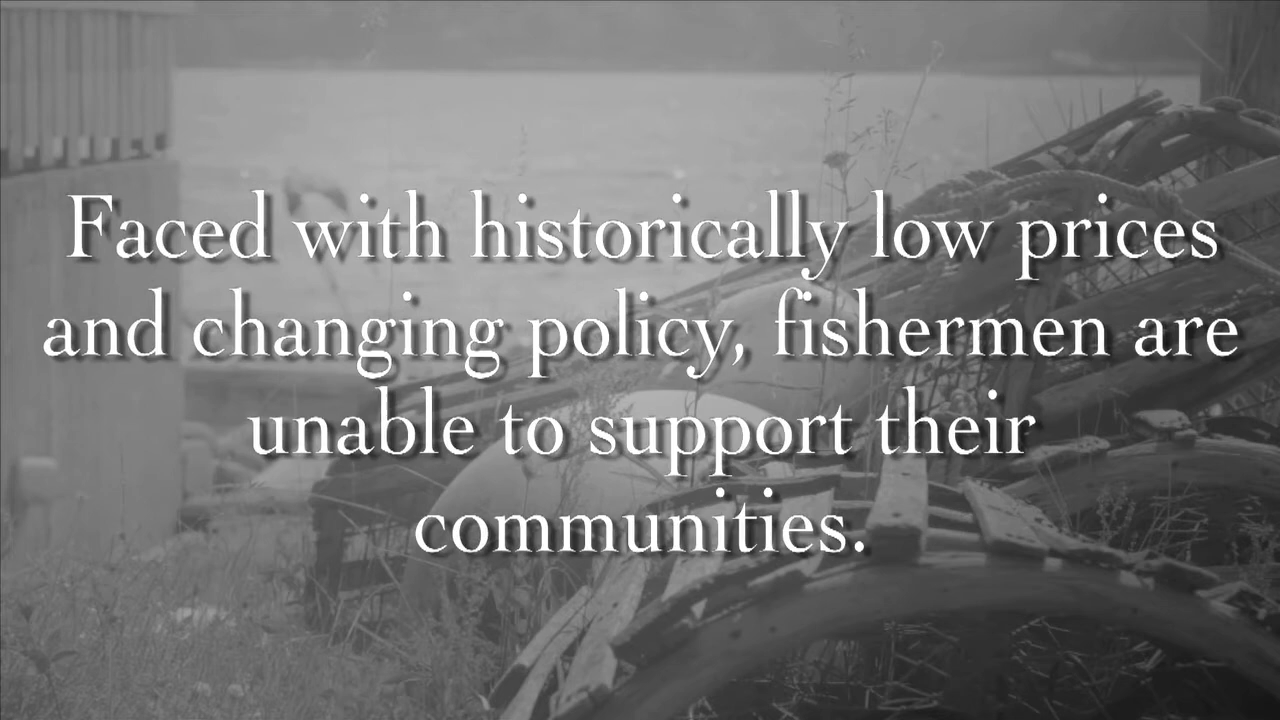 Faced with historically low prices
and changing policy, fishermen are
unable to support their
communities.